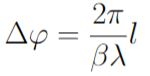 Δφ = 2π/βλ l